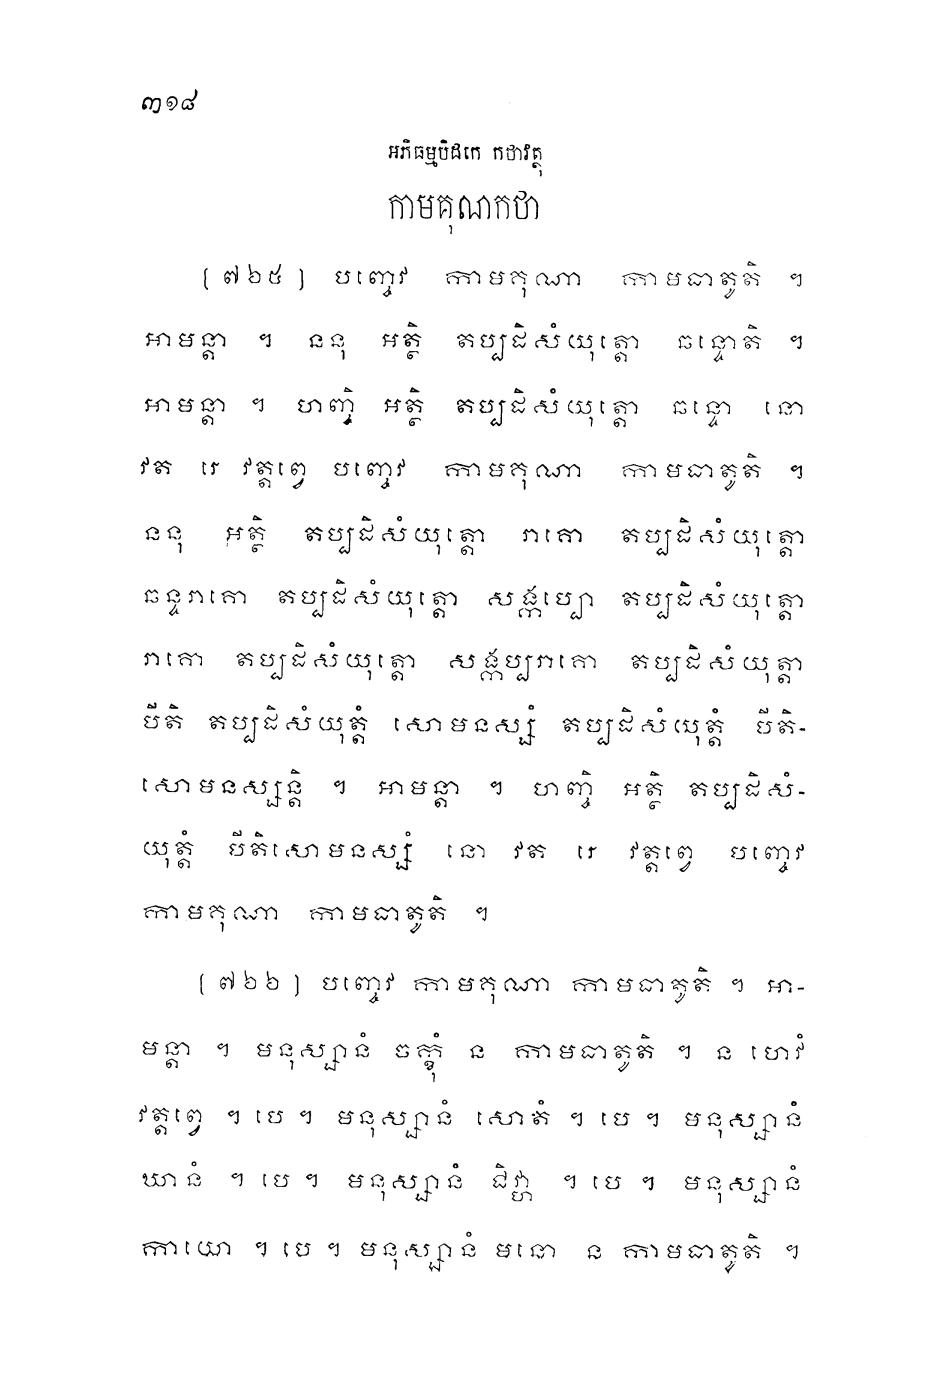 ៣១៨
អភិធម្មបិដកេ កថាវត្ថុ
កាមគុណកថា
[៧៦៥] បញ្ចេវ កាមគុណា កាមធាតូតិ ។
អាមន្តា ។ ននុ អត្ថិ តប្បដិសំយុត្តោ ឆន្ទោតិ ។
អាមន្តា ។ ហញ្ចិ អត្ថិ តប្បដិសំយុត្តោ ឆន្ទោ នោ
វត រេ វត្តព្វេ បញ្ចេវ កាមគុណា កាមធាតូតិ ។
ននុ អត្ថិ តប្បដិសំយុត្តោ រាគោ តប្បដិសំយុត្តោ
ឆន្ទរាគោ តប្បដិសំយុត្តោ សង្កប្បោ តប្បដិសំយុត្តោ
រាគោ តប្បដិសំយុត្តោ សង្កប្បរាគោ តប្បដិសំយុត្តា
បីតិ តប្បដិសំយុត្តំ សោមនស្សំ តប្បដិសំយុត្តំ បីតិ-
សោមនស្សន្តិ ។ អាមន្តា ។ ហញ្ចិ អត្ថិ តប្បដិសំ-
យុត្តំ បីតិសោមនស្សំ នោ វត រេ វត្តព្វេ បញ្ចេវ
កាមគុណា កាមធាតូតិ ។
[៧៦៦] បញ្ចេវ កាមគុណា កាមធាតូតិ ។ អា-
មន្តា ។ មនុស្សានំ ចក្ខុំ ន កាមធាតូតិ ។ ន ហេវំ
វត្តព្វេ ។ បេ ។ មនុស្សានំ សោតំ ។ បេ ។ មនុស្សានំ
ឃានំ ។ បេ ។ មនុស្សានំ ជិវ្ហា ។ បេ ។ មនុស្សានំ
កាយោ ។ បេ ។ មនុស្សានំ មនោ ន កាមធាតូតិ ។